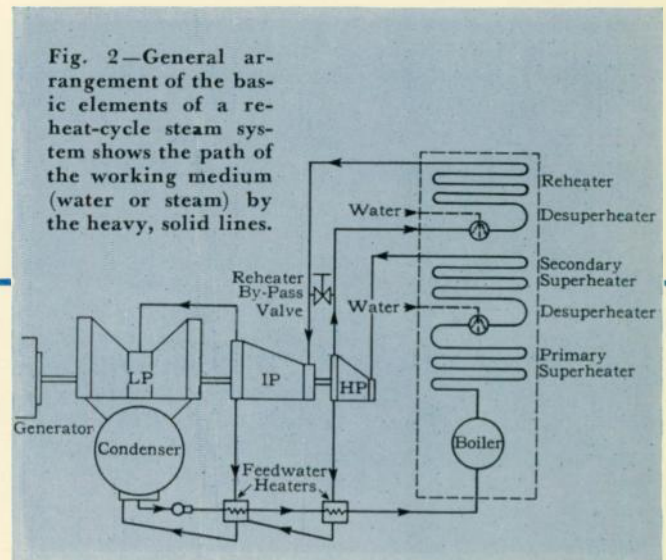 Fig. 2—General ar-
rangement of the bas-
ic elements of a re-
heat-cycle steam sys-
tem shows the path of
the working medium
(water or steam) by
the heavy, solid lines.
Reheater
Water
Desuperheater
Reheater
By-Pass
Valve
Secondary
Superheater
Water
Desuperheater
Primary
Superheater
LP
IP
HP
Generator
Condenser
Boiler
Feedwater
Heaters